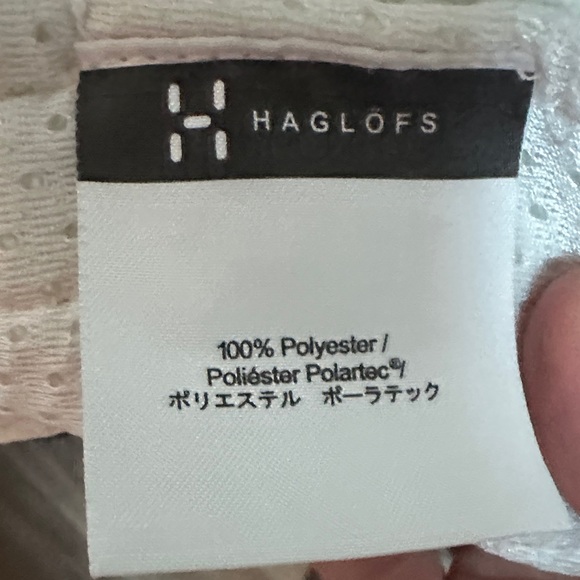 HAGLÖFS
100% Polyester /
Poliéster Polartec®/
ポリエステル ポーラテック